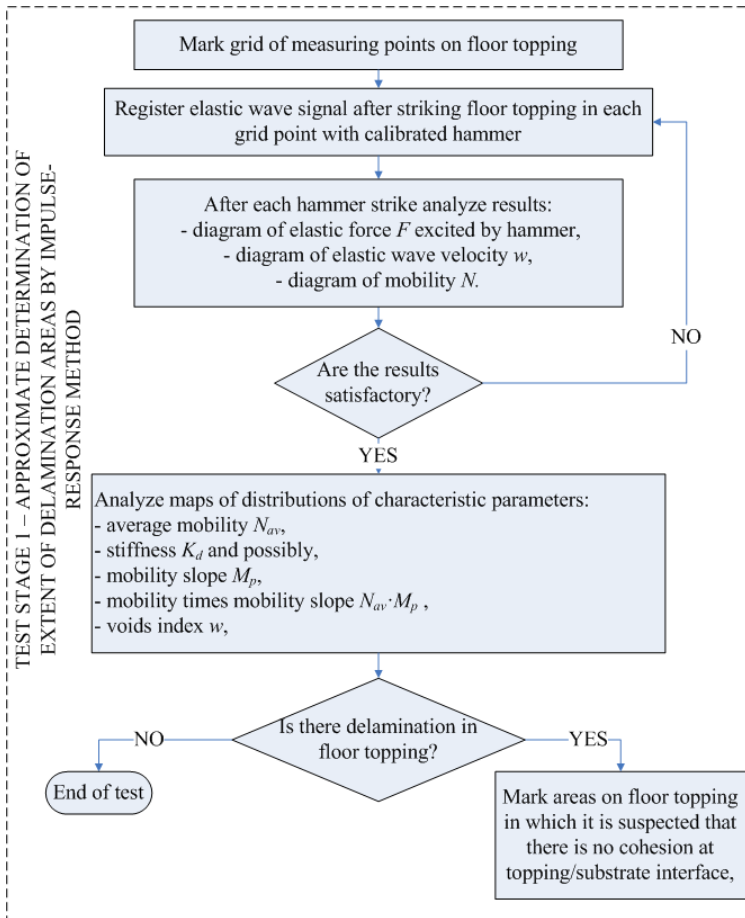 TEST STAGE 1 – APPROXIMATE DETERMINATION OF
EXTENT OF DELAMINATION AREAS BY IMPULSE-
RESPONSE METHOD
Mark grid of measuring points on floor topping
Register elastic wave signal after striking floor topping in each
grid point with calibrated hammer
After each hammer strike analyze results:
- diagram of elastic force F excited by hammer,
- diagram of elastic wave velocity w,
- diagram of mobility N.
NO
Are the results
satisfactory?
YES
Analyze maps of distributions of characteristic parameters:
- average mobility Nav,
- stiffness Kd and possibly,
- mobility slope Mp,
- mobility times mobility slope Nav·Mp ,
- voids index w,
Is there delamination in
floor topping?
NO
YES
End of test
Mark areas on floor topping
in which it is suspected that
there is no cohesion at
topping/substrate interface,